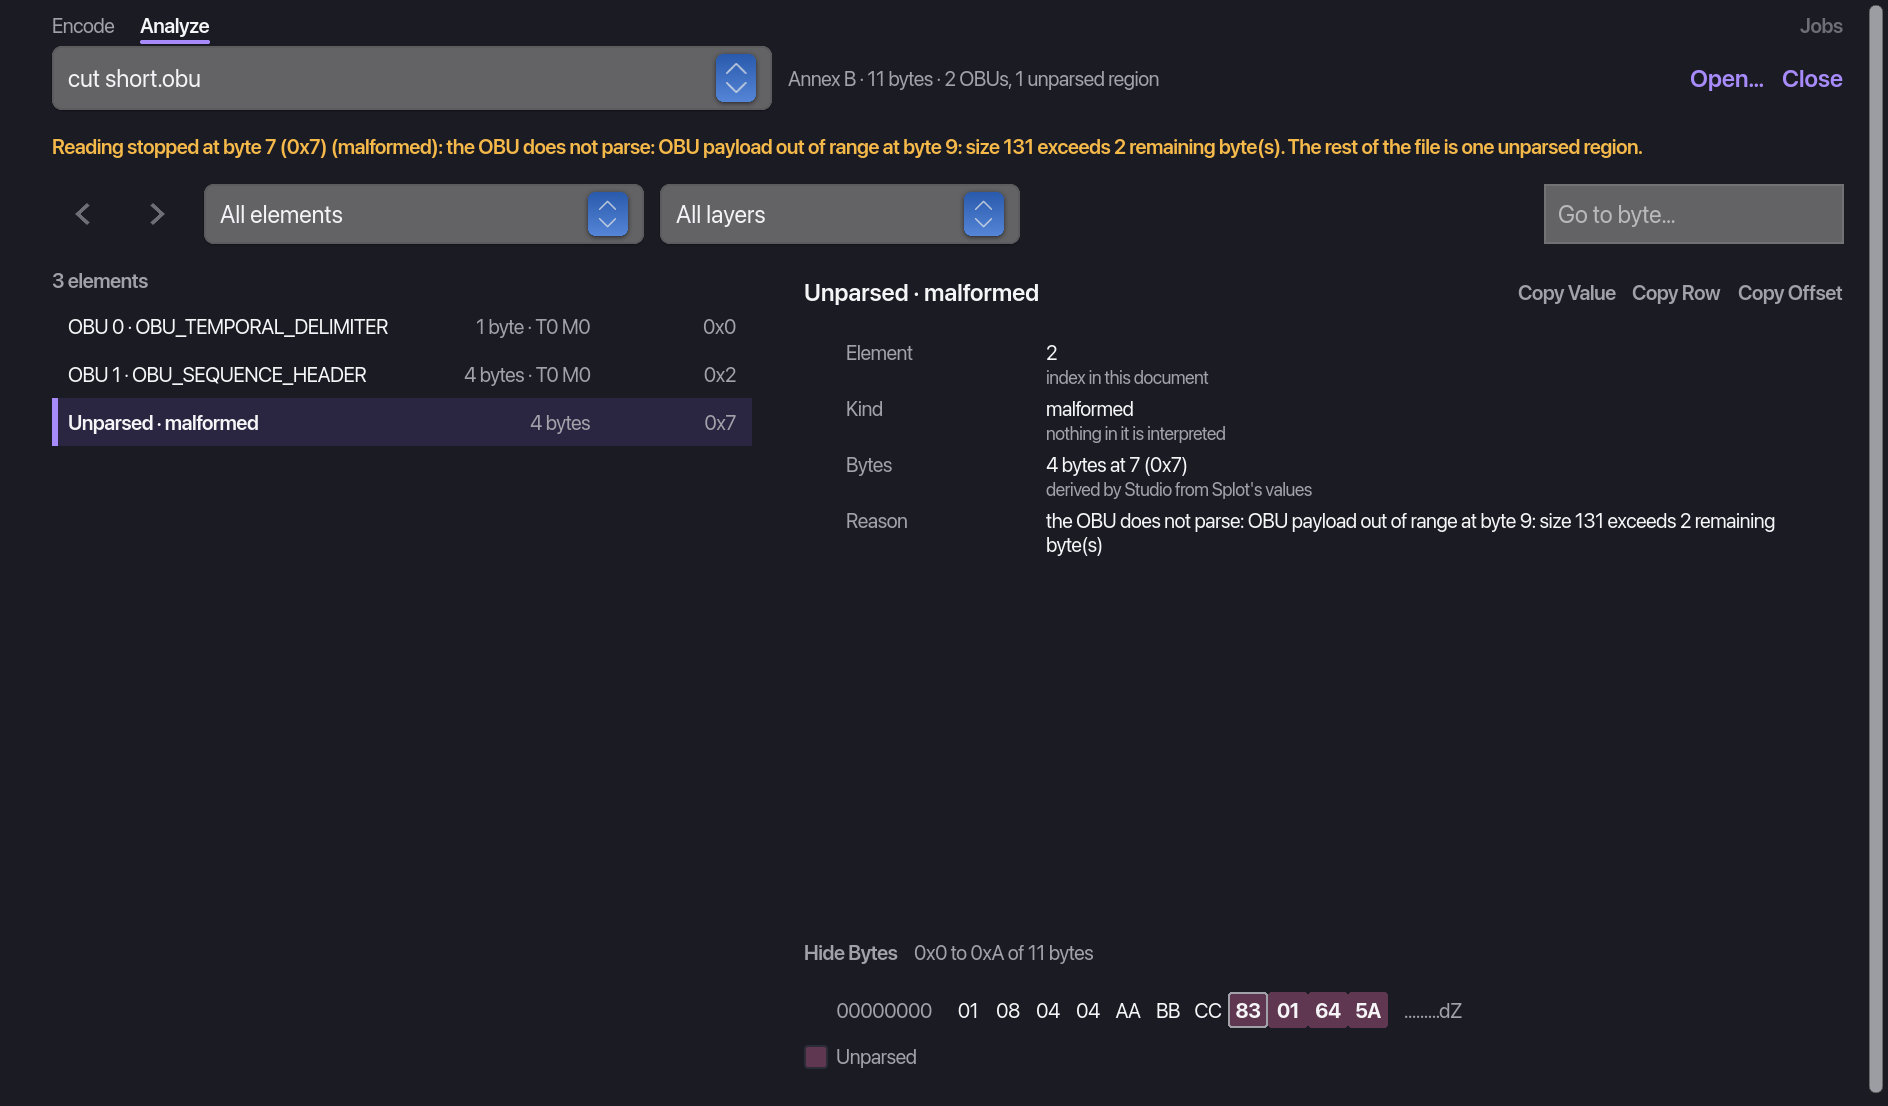 Encode Analyze Jobs
cut short.obu Annex B · 11 bytes · 2 OBUs, 1 unparsed region Open... Close
Reading stopped at byte 7 (0x7) (malformed): the OBU does not parse: OBU payload out of range at byte 9: size 131 exceeds 2 remaining byte(s). The rest of the file is one unparsed region.
All elements All layers Go to byte...
3 elements
OBU 0 · OBU_TEMPORAL_DELIMITER 1 byte · T0 M0 0x0
OBU 1 · OBU_SEQUENCE_HEADER 4 bytes · T0 M0 0x2
Unparsed · malformed 4 bytes 0x7
Unparsed · malformed Copy Value Copy Row Copy Offset
Element 2
index in this document
Kind malformed
nothing in it is interpreted
Bytes 4 bytes at 7 (0x7)
derived by Studio from Splot's values
Reason the OBU does not parse: OBU payload out of range at byte 9: size 131 exceeds 2 remaining
byte(s)
Hide Bytes 0x0 to 0xA of 11 bytes
00000000 01 08 04 04 AA BB CC 83 01 64 5A .........dZ
Unparsed